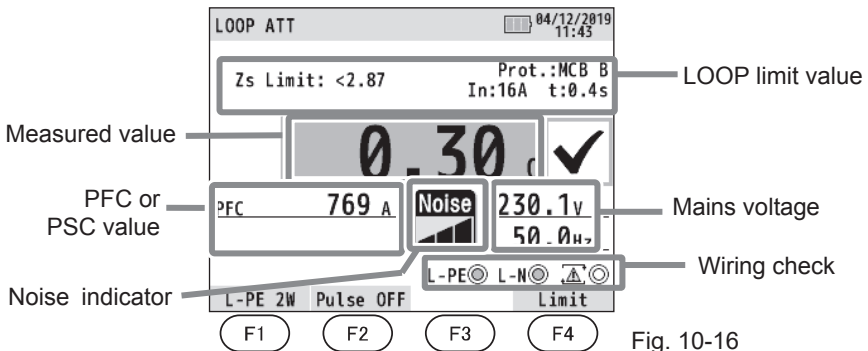 LOOP ATT
04/12/2019
11:43
Zs Limit: <2.87
Prot.:MCB B
In:16A t:0.4s
LOOP limit value
Measured value
0.30
PFC or
PSC value
PFC 769 A
Noise
230.1V
50.0Hz
Mains voltage
L-PE L-N
Wiring check
Noise indicator
L-PE 2W Pulse OFF Limit
F1 F2 F3 F4
Fig. 10-16